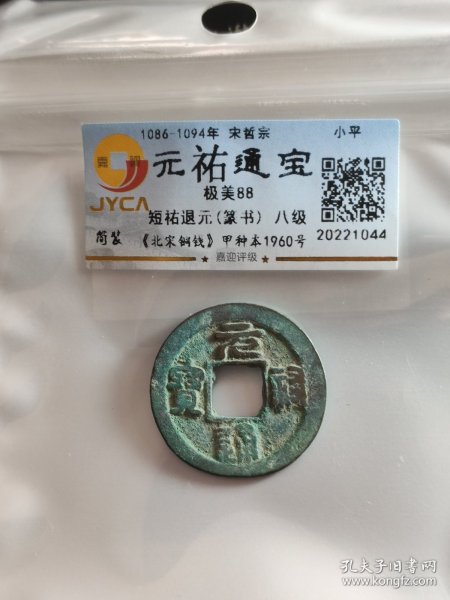 1086-1094年 宋哲宗 小平
元祐通宝
极美88
JYCA
短祐退元(篆书) 八级
简装 《北宋铜钱》甲种本1960号 20221044
★ 嘉迎评级 ★
元
寳 祐
通
孔夫子旧书网
www.kongfz.com